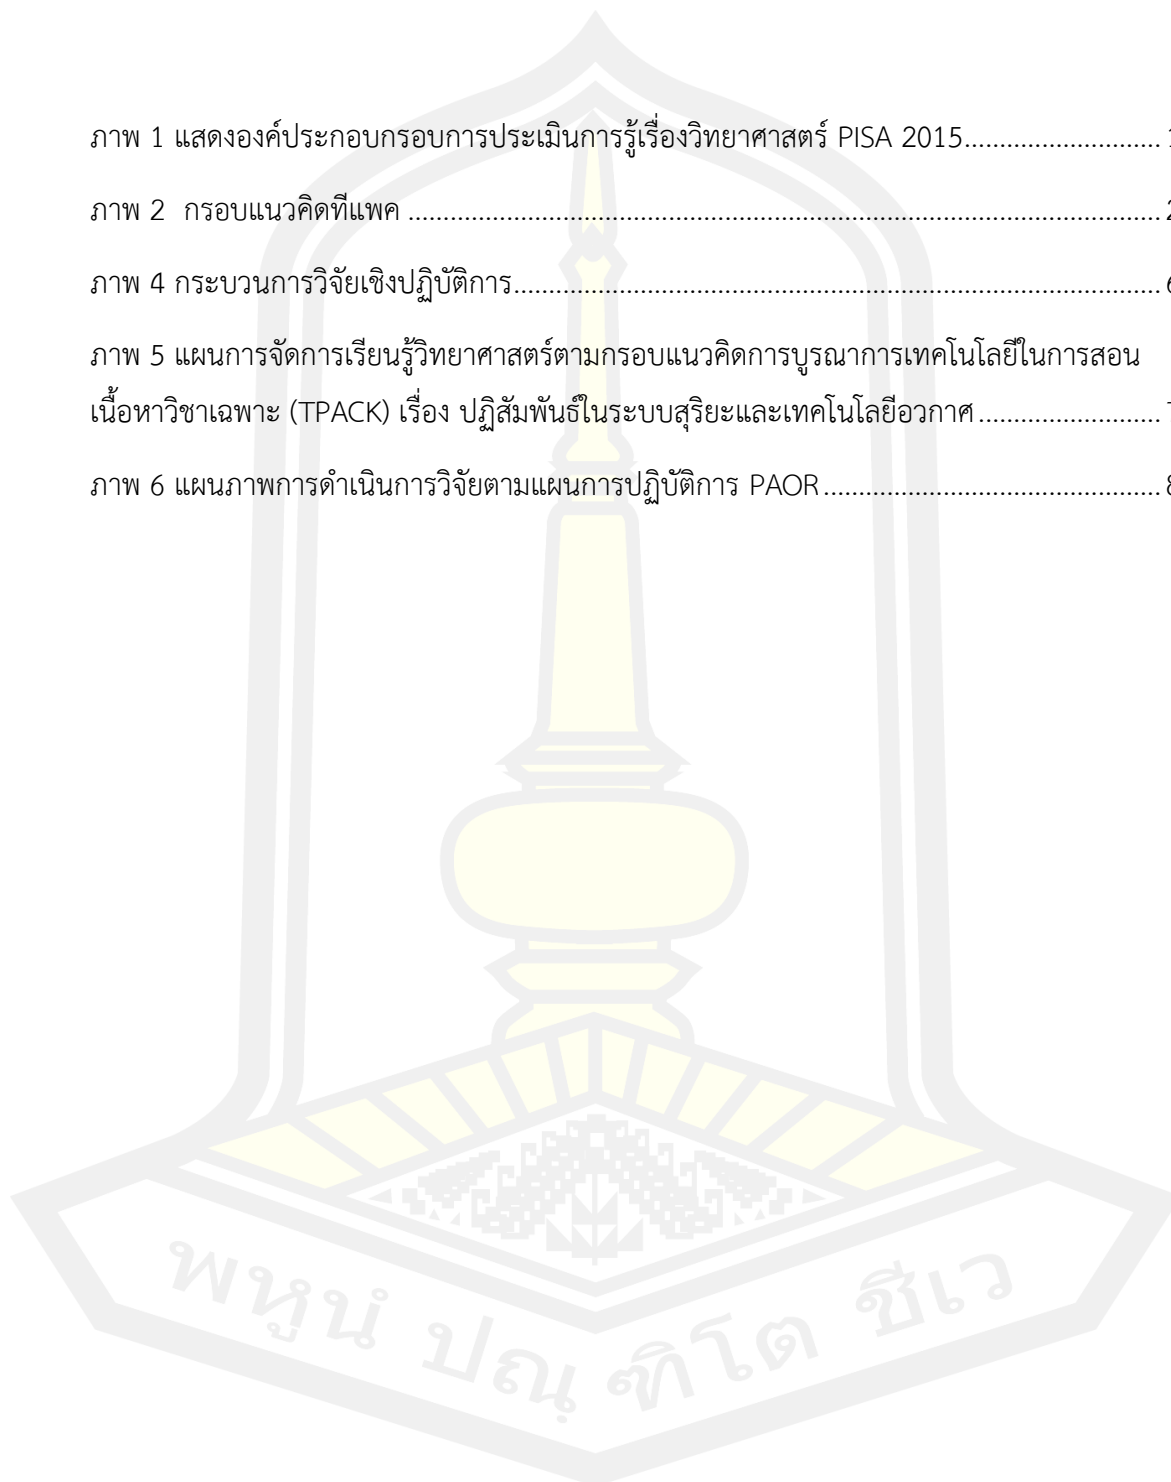 ภาพ 1 แสดงองค์ประกอบกรอบการประเมินการรู้เรื่องวิทยาศาสตร์ PISA 2015............................
ภาพ 2 กรอบแนวคิดทีแพค ............................................................................................................
ภาพ 4 กระบวนการวิจัยเชิงปฏิบัติการ.............................................................................................
ภาพ 5 แผนการจัดการเรียนรู้วิทยาศาสตร์ตามกรอบแนวคิดการบูรณาการเทคโนโลยีในการสอน
เนื้อหาวิชาเฉพาะ (TPACK) เรื่อง ปฏิสัมพันธ์ในระบบสุริยะและเทคโนโลยีอวกาศ..........................
ภาพ 6 แผนภาพการดำเนินการวิจัยตามแผนการปฏิบัติการ PAOR................................................
พหูนํ ปณฺฑิโต ชีเว